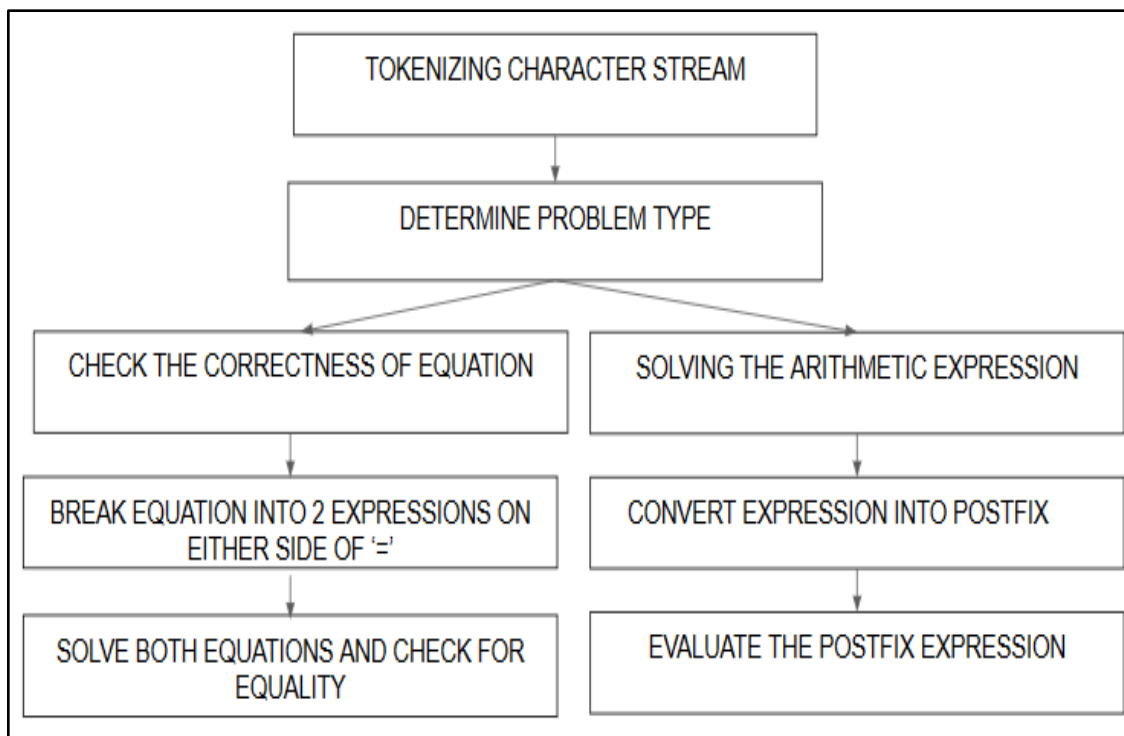 TOKENIZING CHARACTER STREAM
DETERMINE PROBLEM TYPE
CHECK THE CORRECTNESS OF EQUATION
SOLVING THE ARITHMETIC EXPRESSION
BREAK EQUATION INTO 2 EXPRESSIONS ON
EITHER SIDE OF ‘=’
CONVERT EXPRESSION INTO POSTFIX
SOLVE BOTH EQUATIONS AND CHECK FOR
EQUALITY
EVALUATE THE POSTFIX EXPRESSION